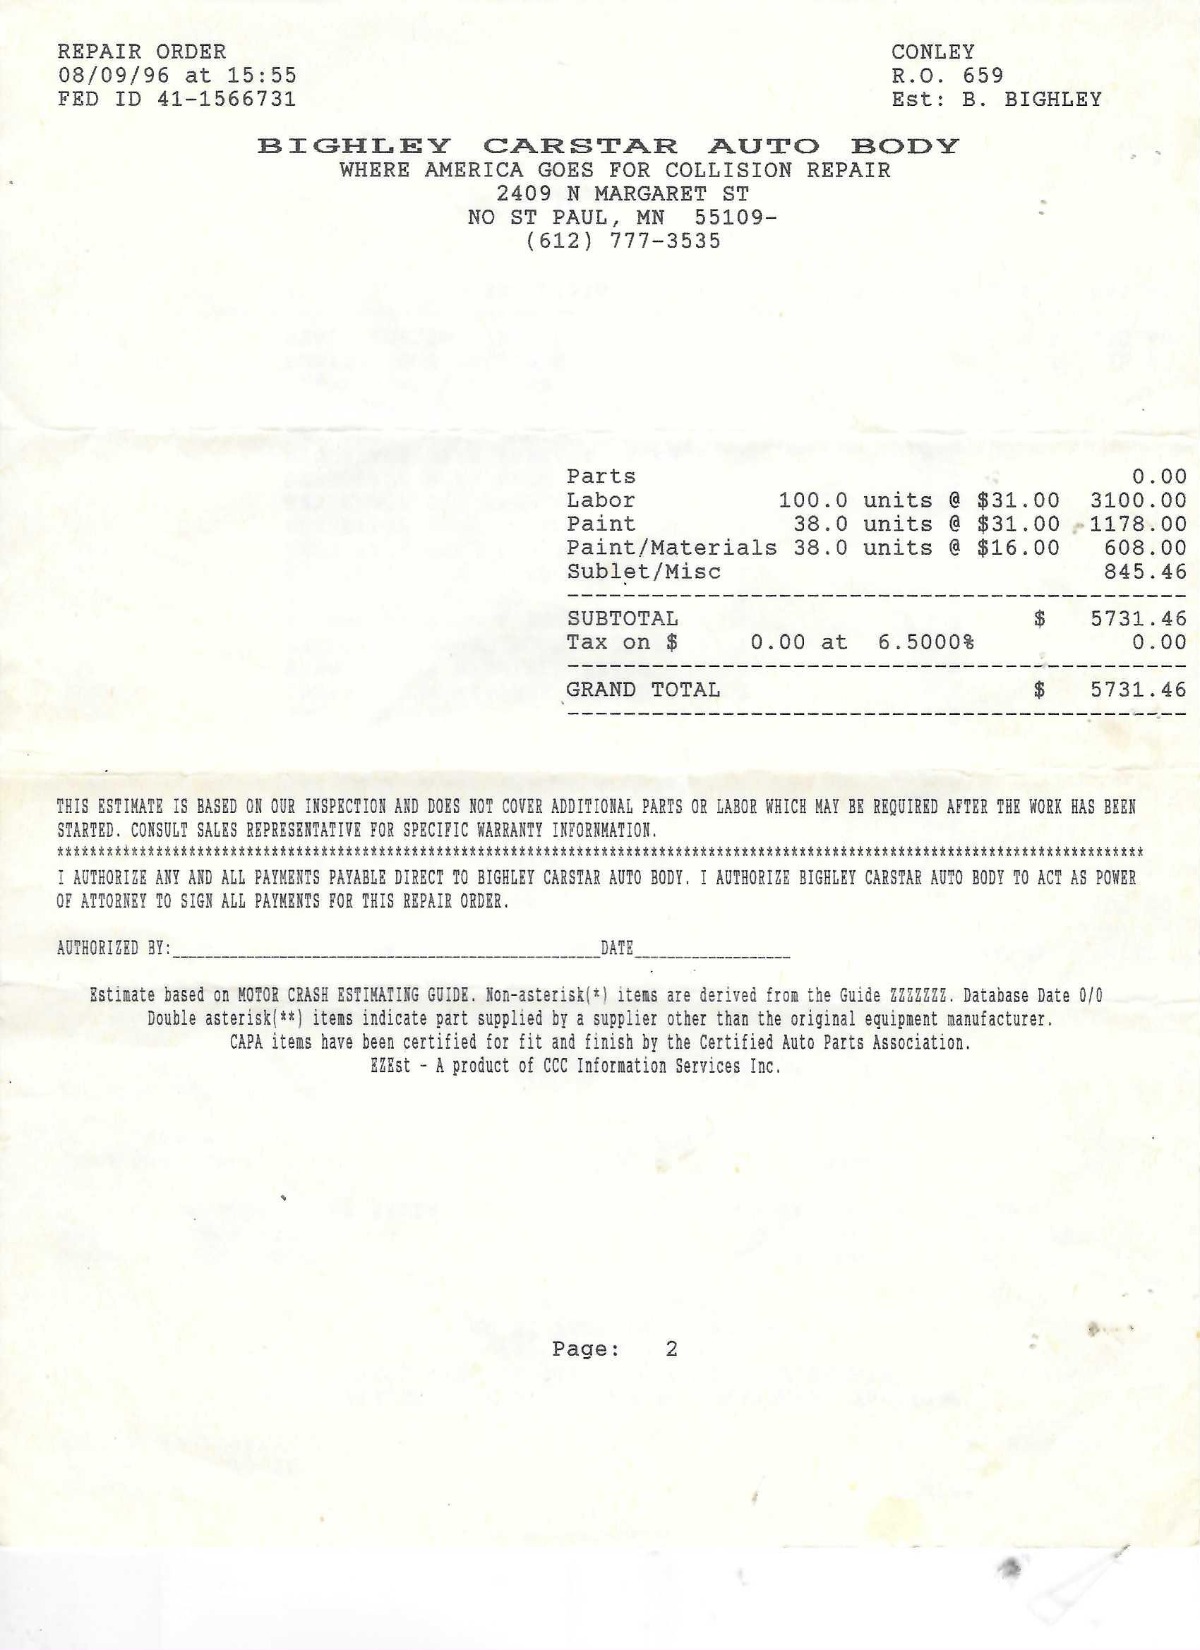 REPAIR ORDER
08/09/96 at 15:55
FED ID 41-1566731
CONLEY
R.O. 659
Est: B. BIGHLEY
BIGHLEY CARSTAR AUTO BODY
WHERE AMERICA GOES FOR COLLISION REPAIR
2409 N MARGARET ST
NO ST PAUL, MN 55109-
(612) 777-3535
Parts 0.00
Labor 100.0 units @ $31.00 3100.00
Paint 38.0 units @ $31.00 1178.00
Paint/Materials 38.0 units @ $16.00 608.00
Sublet/Misc 845.46
--------------------------------------------
SUBTOTAL $ 5731.46
Tax on $ 0.00 at 6.5000% 0.00
--------------------------------------------
GRAND TOTAL $ 5731.46
--------------------------------------------
THIS ESTIMATE IS BASED ON OUR INSPECTION AND DOES NOT COVER ADDITIONAL PARTS OR LABOR WHICH MAY BE REQUIRED AFTER THE WORK HAS BEEN
STARTED. CONSULT SALES REPRESENTATIVE FOR SPECIFIC WARRANTY INFORNMATION.
************************************************************************************************************************************
I AUTHORIZE ANY AND ALL PAYMENTS PAYABLE DIRECT TO BIGHLEY CARSTAR AUTO BODY. I AUTHORIZE BIGHLEY CARSTAR AUTO BODY TO ACT AS POWER
OF ATTORNEY TO SIGN ALL PAYMENTS FOR THIS REPAIR ORDER.
AUTHORIZED BY:____________________________________________________DATE___________________
Estimate based on MOTOR CRASH ESTIMATING GUIDE. Non-asterisk(*) items are derived from the Guide ZZZZZZZ. Database Date 0/0
Double asterisk(**) items indicate part supplied by a supplier other than the original equipment manufacturer.
CAPA items have been certified for fit and finish by the Certified Auto Parts Association.
EZEst - A product of CCC Information Services Inc.
Page: 2